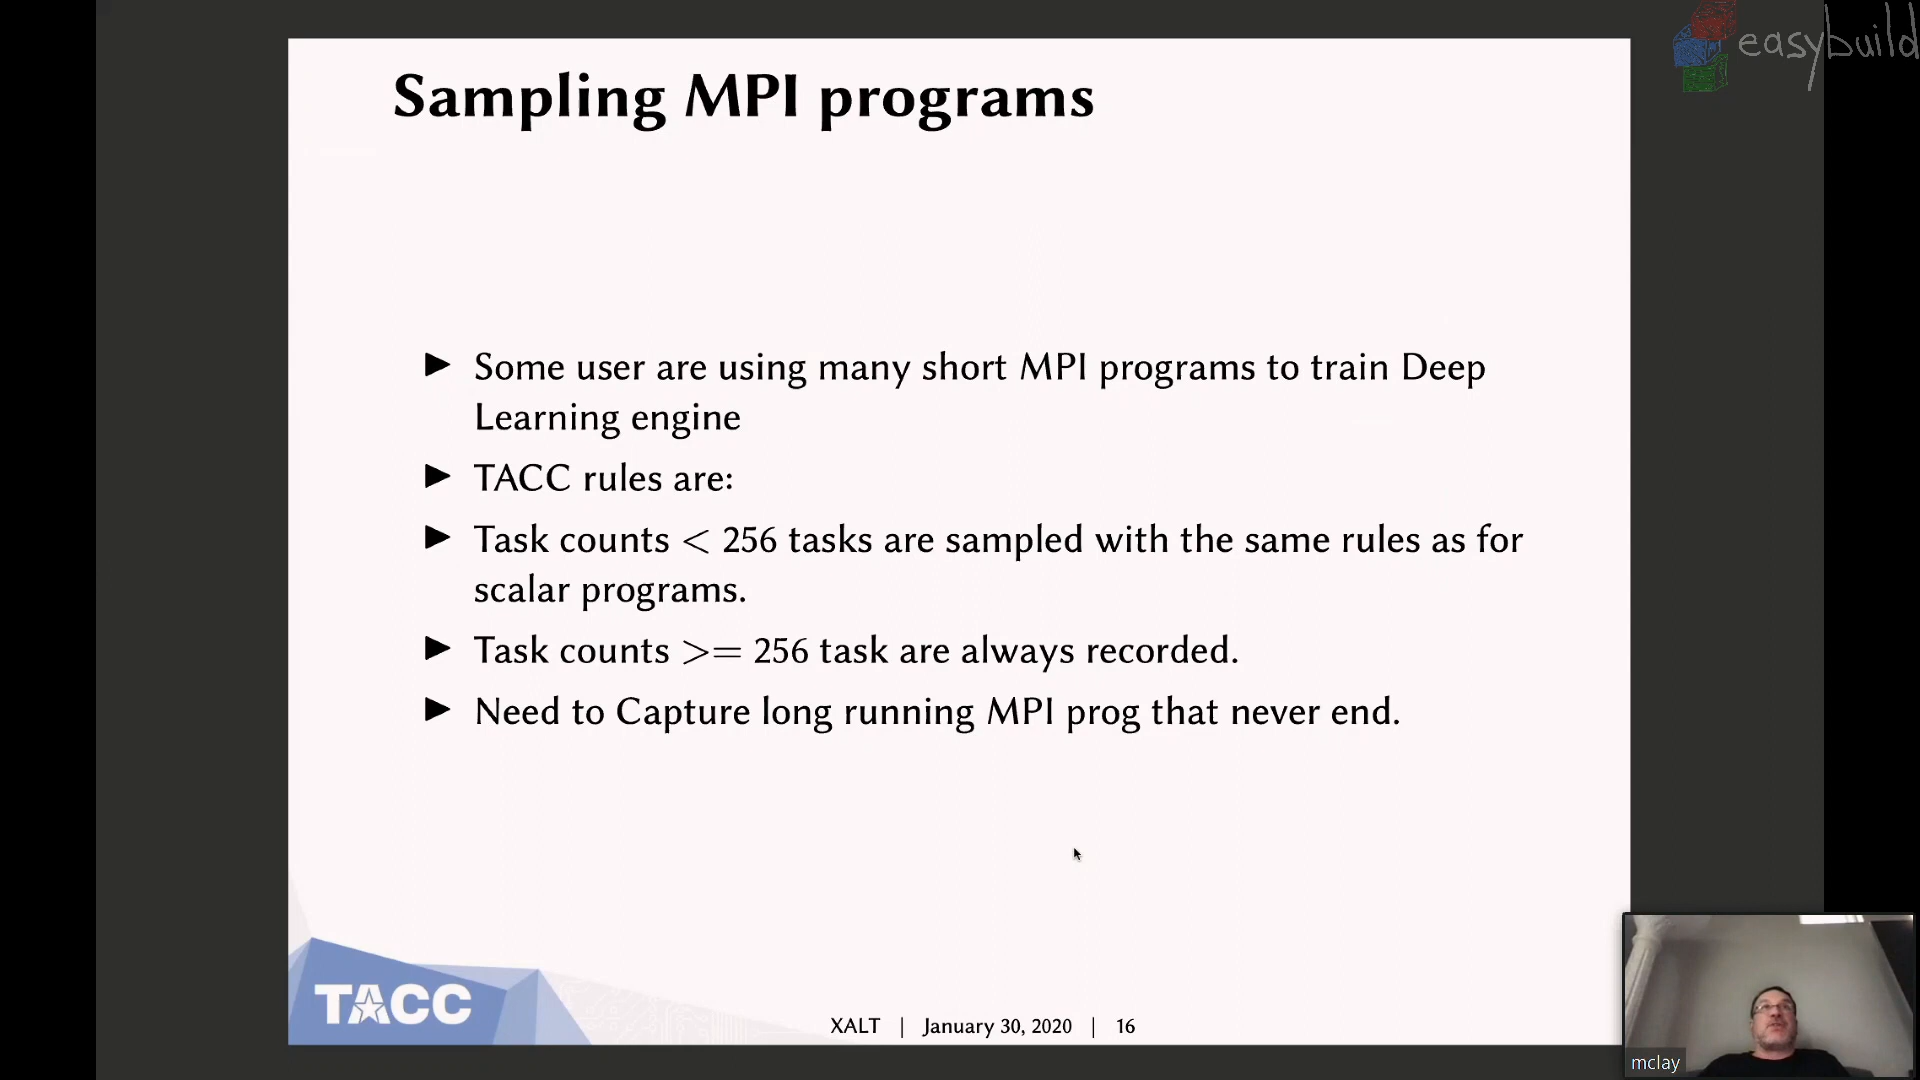 easybuild
Sampling MPI programs
▶ Some user are using many short MPI programs to train Deep
Learning engine
▶ TACC rules are:
▶ Task counts < 256 tasks are sampled with the same rules as for
scalar programs.
▶ Task counts >= 256 task are always recorded.
▶ Need to Capture long running MPI prog that never end.
TACC
XALT | January 30, 2020 | 16
mclay